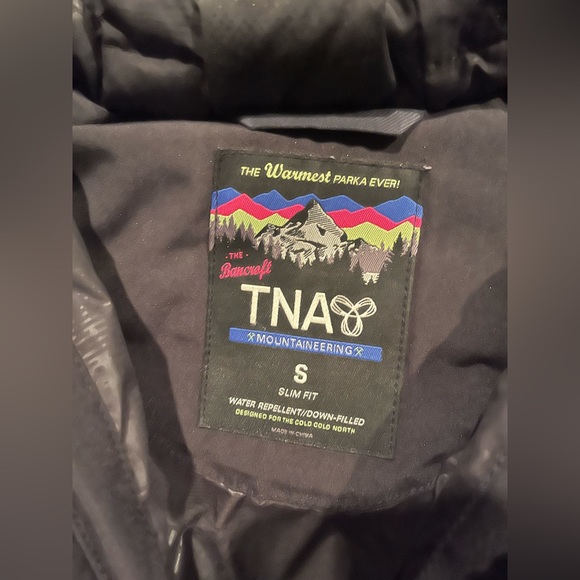 THE Warmest PARKA EVER!
- THE -
Bancroft
TNA
MOUNTAINEERING
S
SLIM FIT
WATER REPELLENT//DOWN-FILLED
DESIGNED FOR THE COLD COLD NORTH
MADE IN CHINA